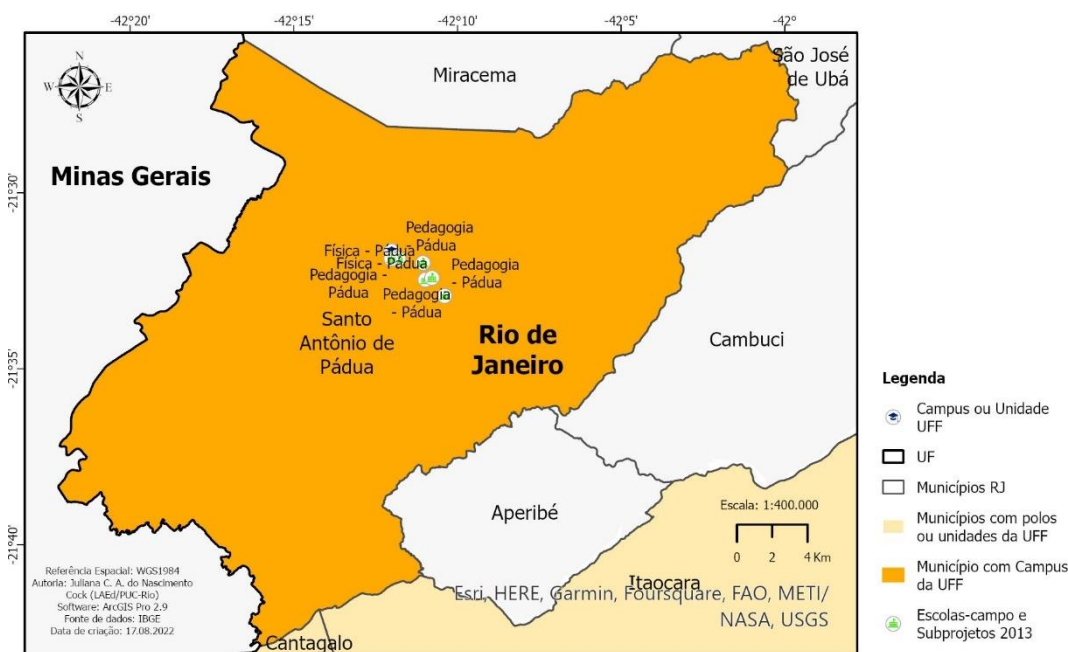 -42°20' -42°15' -42°10' -42°5' -42°
N
W E
S
Miracema
São José
de Ubá
Minas Gerais
-21°30'
Pedagogia
- Pádua
Física - Pádua
Física - Pádua
Pedagogia -
Pádua
Pedagogia
- Pádua
Pedagogia
- Pádua
Santo
Antônio de
Pádua
Rio de
Janeiro
Cambuci
-21°35'
Aperibé
-21°40'
Escala: 1:400.000
0 2 4 Km
Itaocara
Esri, HERE, Garmin, Foursquare, FAO, METI/
NASA, USGS
Cantagalo
Referência Espacial: WGS1984
Autoria: Juliana C. A. do Nascimento
Cock (LAEd/PUC-Rio)
Software: ArcGIS Pro 2.9
Fonte de dados: IBGE
Data de criação: 17.08.2022
Legenda
Campus ou Unidade
UFF
UF
Municípios RJ
Municípios com polos
ou unidades da UFF
Município com Campus
da UFF
Escolas-campo e
Subprojetos 2013